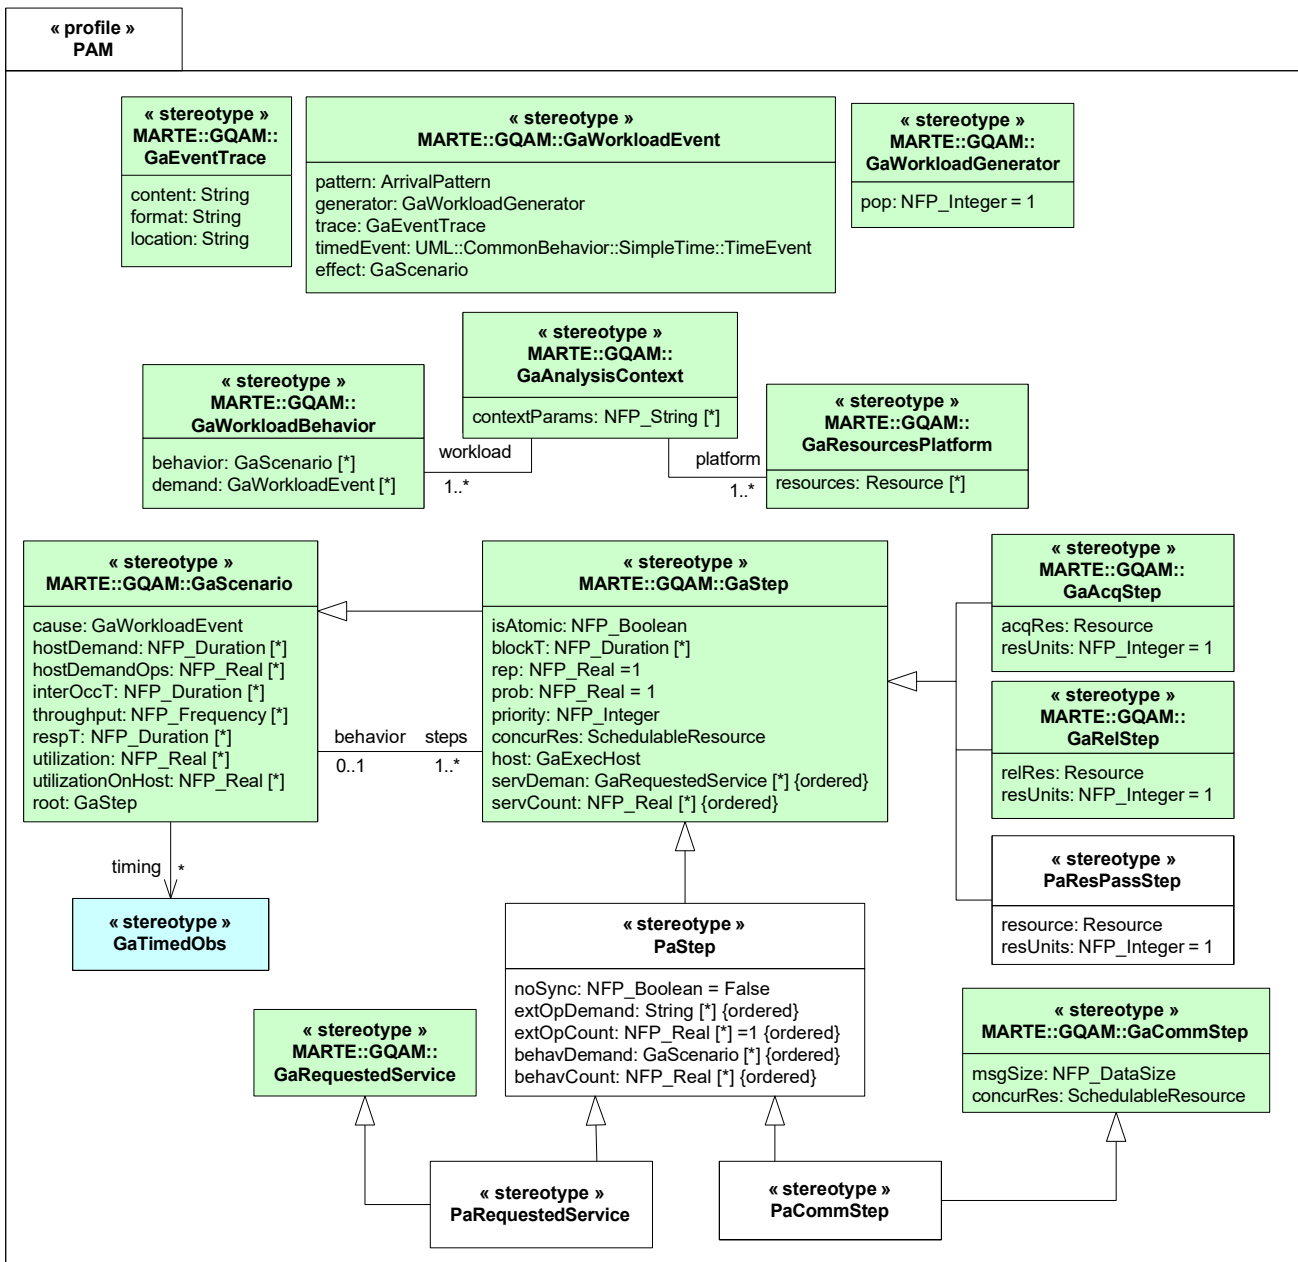 « profile »
PAM
« stereotype »
MARTE::GQAM::
GaEventTrace
content: String
format: String
location: String
« stereotype »
MARTE::GQAM::GaWorkloadEvent
pattern: ArrivalPattern
generator: GaWorkloadGenerator
trace: GaEventTrace
timedEvent: UML::CommonBehavior::SimpleTime::TimeEvent
effect: GaScenario
« stereotype »
MARTE::GQAM::
GaWorkloadGenerator
pop: NFP_Integer = 1
« stereotype »
MARTE::GQAM::
GaAnalysisContext
contextParams: NFP_String [*]
« stereotype »
MARTE::GQAM::
GaWorkloadBehavior
behavior: GaScenario [*]
demand: GaWorkloadEvent [*]
workload
1..*
platform
1..*
« stereotype »
MARTE::GQAM::
GaResourcesPlatform
resources: Resource [*]
« stereotype »
MARTE::GQAM::GaScenario
cause: GaWorkloadEvent
hostDemand: NFP_Duration [*]
hostDemandOps: NFP_Real [*]
interOccT: NFP_Duration [*]
throughput: NFP_Frequency [*]
respT: NFP_Duration [*]
utilization: NFP_Real [*]
utilizationOnHost: NFP_Real [*]
root: GaStep
behavior steps
0..1 1..*
« stereotype »
MARTE::GQAM::GaStep
isAtomic: NFP_Boolean
blockT: NFP_Duration [*]
rep: NFP_Real =1
prob: NFP_Real = 1
priority: NFP_Integer
concurRes: SchedulableResource
host: GaExecHost
servDeman: GaRequestedService [*] {ordered}
servCount: NFP_Real [*] {ordered}
« stereotype »
MARTE::GQAM::
GaAcqStep
acqRes: Resource
resUnits: NFP_Integer = 1
« stereotype »
MARTE::GQAM::
GaRelStep
relRes: Resource
resUnits: NFP_Integer = 1
« stereotype »
PaResPassStep
resource: Resource
resUnits: NFP_Integer = 1
timing *
« stereotype »
GaTimedObs
« stereotype »
PaStep
noSync: NFP_Boolean = False
extOpDemand: String [*] {ordered}
extOpCount: NFP_Real [*] =1 {ordered}
behavDemand: GaScenario [*] {ordered}
behavCount: NFP_Real [*] {ordered}
« stereotype »
MARTE::GQAM::
GaRequestedService
« stereotype »
MARTE::GQAM::GaCommStep
msgSize: NFP_DataSize
concurRes: SchedulableResource
« stereotype »
PaRequestedService
« stereotype »
PaCommStep